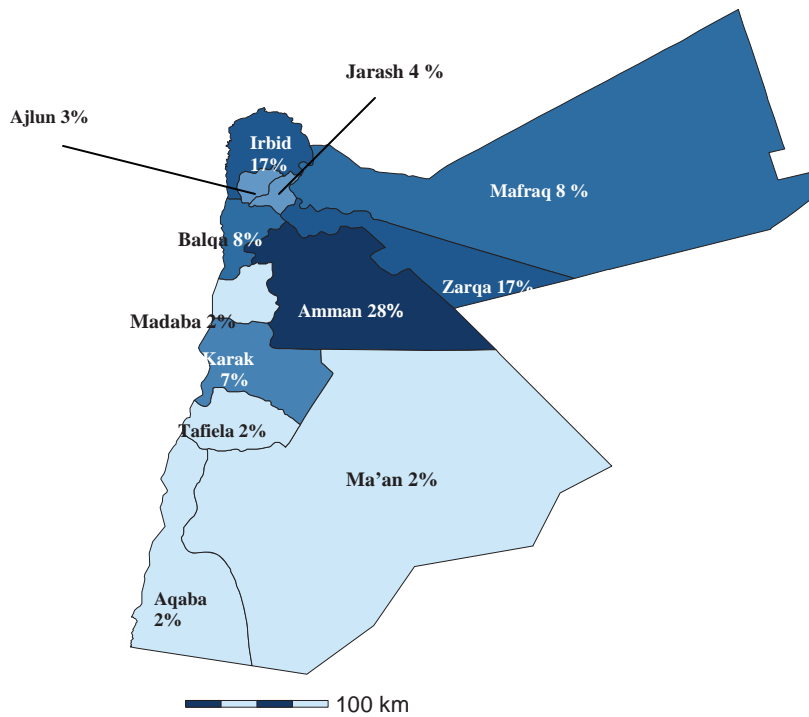 Jarash 4 %
Ajlun 3%
Irbid
17%
Mafraq 8 %
Balqa 8%
Zarqa 17%
Amman 28%
Madaba 2%
Karak
7%
Tafiela 2%
Ma’an 2%
Aqaba
2%
100 km